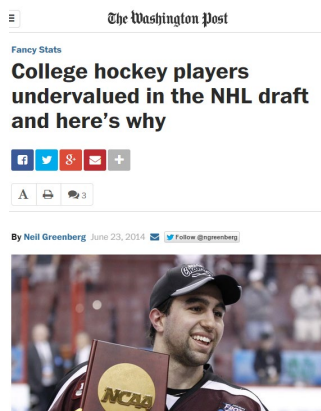 The Washington Post
Fancy Stats
College hockey players
undervalued in the NHL draft
and here's why
A 3
By Neil Greenberg June 23, 2014 Follow @ngreenberg
NCAA